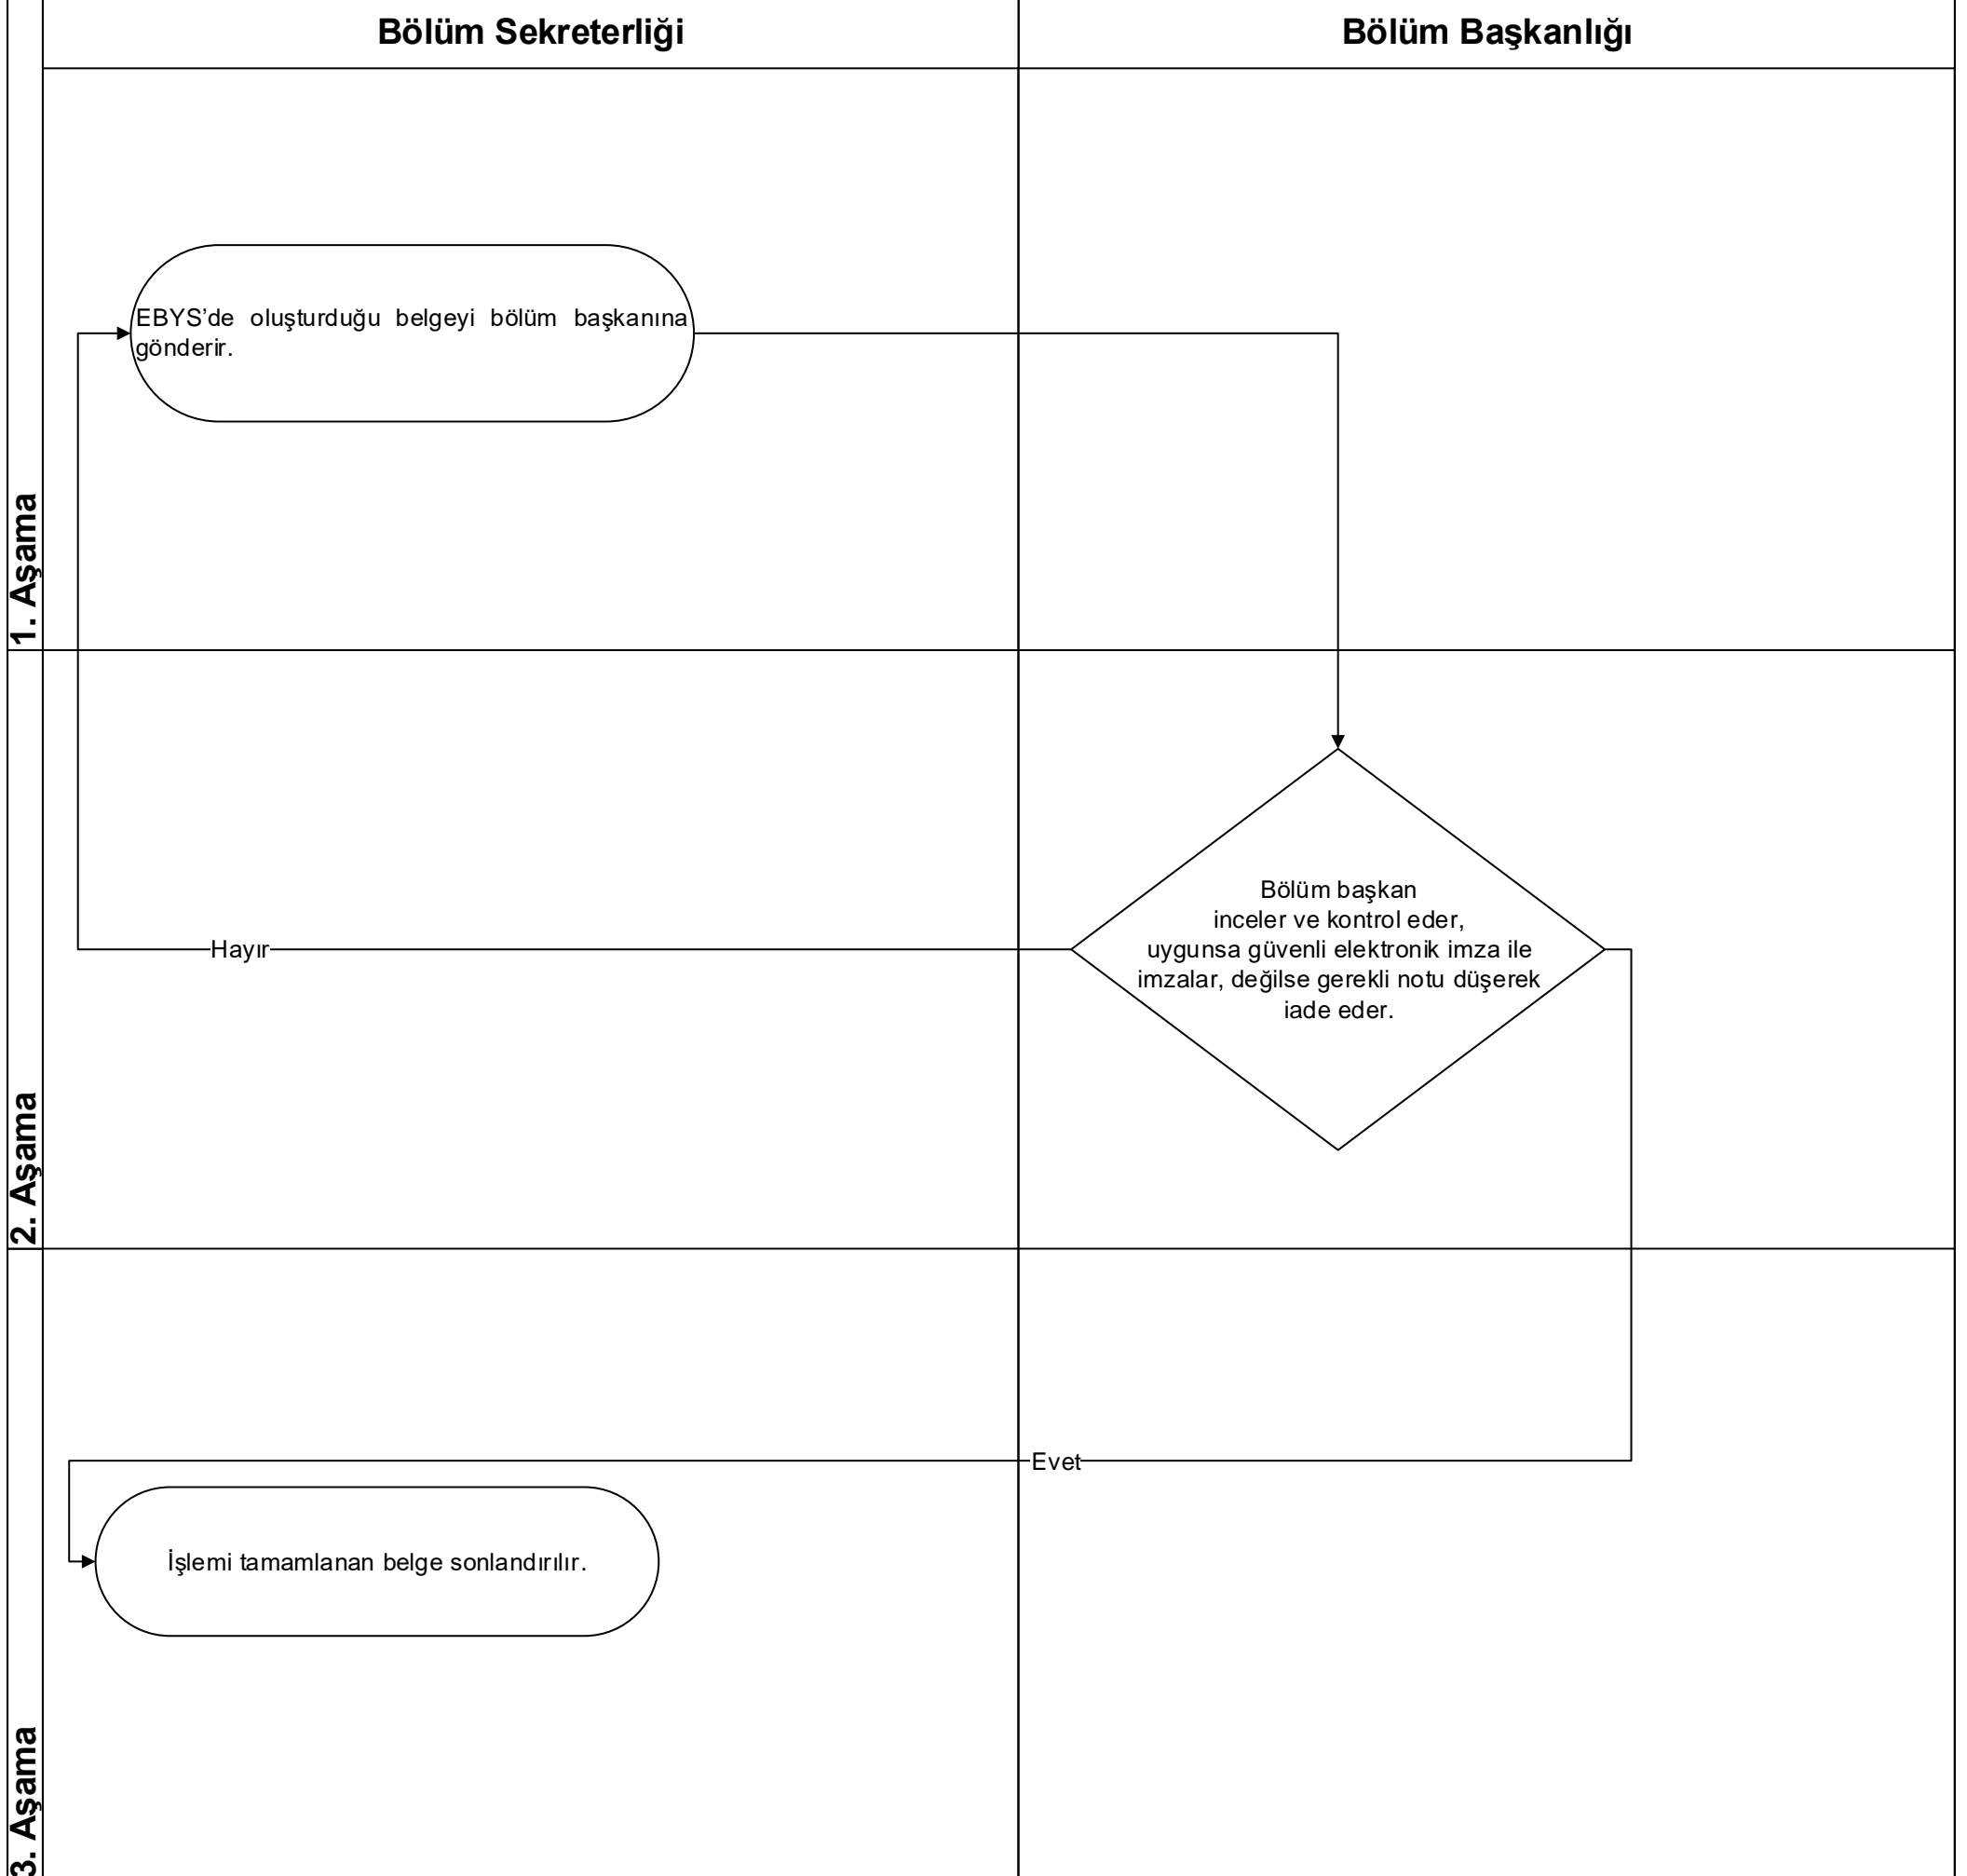 Bölüm Sekreterliği
Bölüm Başkanlığı
1. Aşama
EBYS’de oluşturduğu belgeyi bölüm başkanına
gönderir.
2. Aşama
Bölüm başkan
inceler ve kontrol eder,
uygunsa güvenli elektronik imza ile
imzalar, değilse gerekli notu düşerek
iade eder.
Hayır
3. Aşama
Evet
İşlemi tamamlanan belge sonlandırılır.